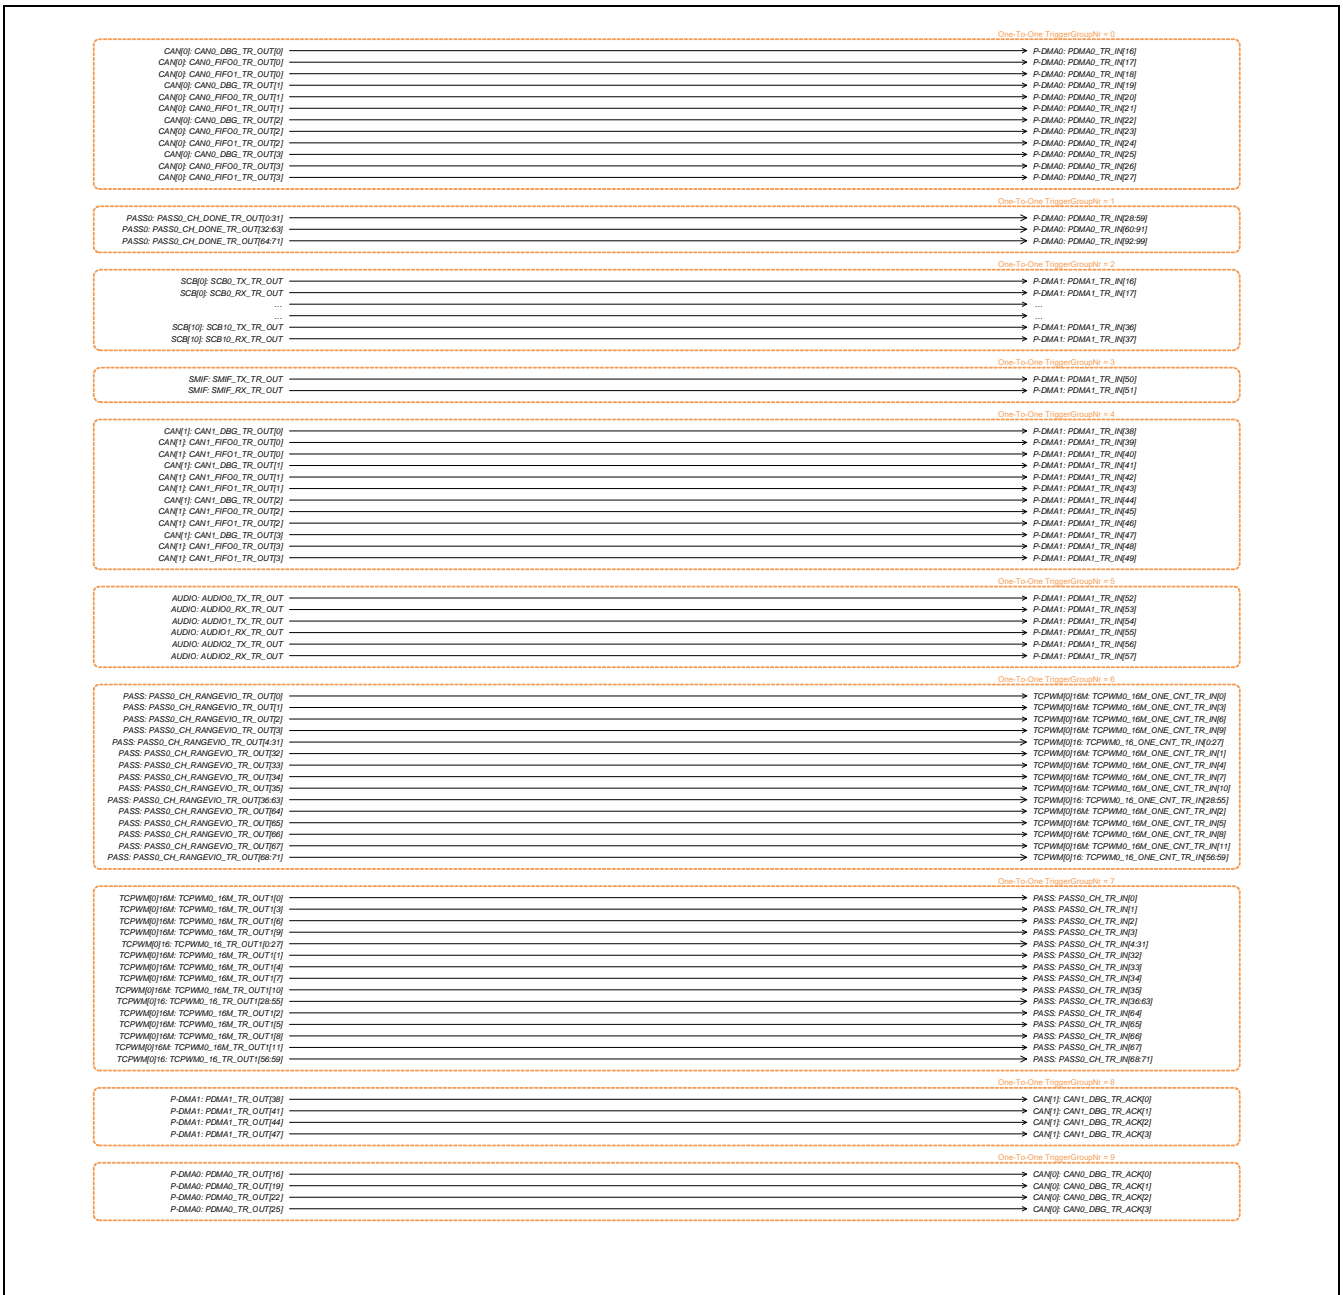 One-To-One TriggerGroupNr = 0
CAN[0]: CAN0_DBG_TR_OUT[0] P-DMA0: PDMA0_TR_IN[16]
CAN[0]: CAN0_FIFO0_TR_OUT[0] P-DMA0: PDMA0_TR_IN[17]
CAN[0]: CAN0_FIFO1_TR_OUT[0] P-DMA0: PDMA0_TR_IN[18]
CAN[0]: CAN0_DBG_TR_OUT[1] P-DMA0: PDMA0_TR_IN[19]
CAN[0]: CAN0_FIFO0_TR_OUT[1] P-DMA0: PDMA0_TR_IN[20]
CAN[0]: CAN0_FIFO1_TR_OUT[1] P-DMA0: PDMA0_TR_IN[21]
CAN[0]: CAN0_DBG_TR_OUT[2] P-DMA0: PDMA0_TR_IN[22]
CAN[0]: CAN0_FIFO0_TR_OUT[2] P-DMA0: PDMA0_TR_IN[23]
CAN[0]: CAN0_FIFO1_TR_OUT[2] P-DMA0: PDMA0_TR_IN[24]
CAN[0]: CAN0_DBG_TR_OUT[3] P-DMA0: PDMA0_TR_IN[25]
CAN[0]: CAN0_FIFO0_TR_OUT[3] P-DMA0: PDMA0_TR_IN[26]
CAN[0]: CAN0_FIFO1_TR_OUT[3] P-DMA0: PDMA0_TR_IN[27]
One-To-One TriggerGroupNr = 1
PASS0: PASS0_CH_DONE_TR_OUT[0:31] P-DMA0: PDMA0_TR_IN[28:59]
PASS0: PASS0_CH_DONE_TR_OUT[32:63] P-DMA0: PDMA0_TR_IN[60:91]
PASS0: PASS0_CH_DONE_TR_OUT[64:71] P-DMA0: PDMA0_TR_IN[92:99]
One-To-One TriggerGroupNr = 2
SCB[0]: SCB0_TX_TR_OUT P-DMA1: PDMA1_TR_IN[16]
SCB[0]: SCB0_RX_TR_OUT P-DMA1: PDMA1_TR_IN[17]
... ...
... ...
SCB[10]: SCB10_TX_TR_OUT P-DMA1: PDMA1_TR_IN[36]
SCB[10]: SCB10_RX_TR_OUT P-DMA1: PDMA1_TR_IN[37]
One-To-One TriggerGroupNr = 3
SMIF: SMIF_TX_TR_OUT P-DMA1: PDMA1_TR_IN[50]
SMIF: SMIF_RX_TR_OUT P-DMA1: PDMA1_TR_IN[51]
One-To-One TriggerGroupNr = 4
CAN[1]: CAN1_DBG_TR_OUT[0] P-DMA1: PDMA1_TR_IN[38]
CAN[1]: CAN1_FIFO0_TR_OUT[0] P-DMA1: PDMA1_TR_IN[39]
CAN[1]: CAN1_FIFO1_TR_OUT[0] P-DMA1: PDMA1_TR_IN[40]
CAN[1]: CAN1_DBG_TR_OUT[1] P-DMA1: PDMA1_TR_IN[41]
CAN[1]: CAN1_FIFO0_TR_OUT[1] P-DMA1: PDMA1_TR_IN[42]
CAN[1]: CAN1_FIFO1_TR_OUT[1] P-DMA1: PDMA1_TR_IN[43]
CAN[1]: CAN1_DBG_TR_OUT[2] P-DMA1: PDMA1_TR_IN[44]
CAN[1]: CAN1_FIFO0_TR_OUT[2] P-DMA1: PDMA1_TR_IN[45]
CAN[1]: CAN1_FIFO1_TR_OUT[2] P-DMA1: PDMA1_TR_IN[46]
CAN[1]: CAN1_DBG_TR_OUT[3] P-DMA1: PDMA1_TR_IN[47]
CAN[1]: CAN1_FIFO0_TR_OUT[3] P-DMA1: PDMA1_TR_IN[48]
CAN[1]: CAN1_FIFO1_TR_OUT[3] P-DMA1: PDMA1_TR_IN[49]
One-To-One TriggerGroupNr = 5
AUDIO: AUDIO0_TX_TR_OUT P-DMA1: PDMA1_TR_IN[52]
AUDIO: AUDIO0_RX_TR_OUT P-DMA1: PDMA1_TR_IN[53]
AUDIO: AUDIO1_TX_TR_OUT P-DMA1: PDMA1_TR_IN[54]
AUDIO: AUDIO1_RX_TR_OUT P-DMA1: PDMA1_TR_IN[55]
AUDIO: AUDIO2_TX_TR_OUT P-DMA1: PDMA1_TR_IN[56]
AUDIO: AUDIO2_RX_TR_OUT P-DMA1: PDMA1_TR_IN[57]
One-To-One TriggerGroupNr = 6
PASS: PASS0_CH_RANGEVIO_TR_OUT[0] TCPWM[0]16M: TCPWM0_16M_ONE_CNT_TR_IN[0]
PASS: PASS0_CH_RANGEVIO_TR_OUT[1] TCPWM[0]16M: TCPWM0_16M_ONE_CNT_TR_IN[3]
PASS: PASS0_CH_RANGEVIO_TR_OUT[2] TCPWM[0]16M: TCPWM0_16M_ONE_CNT_TR_IN[6]
PASS: PASS0_CH_RANGEVIO_TR_OUT[3] TCPWM[0]16M: TCPWM0_16M_ONE_CNT_TR_IN[9]
PASS: PASS0_CH_RANGEVIO_TR_OUT[4:31] TCPWM[0]16: TCPWM0_16_ONE_CNT_TR_IN[0:27]
PASS: PASS0_CH_RANGEVIO_TR_OUT[32] TCPWM[0]16M: TCPWM0_16M_ONE_CNT_TR_IN[1]
PASS: PASS0_CH_RANGEVIO_TR_OUT[33] TCPWM[0]16M: TCPWM0_16M_ONE_CNT_TR_IN[4]
PASS: PASS0_CH_RANGEVIO_TR_OUT[34] TCPWM[0]16M: TCPWM0_16M_ONE_CNT_TR_IN[7]
PASS: PASS0_CH_RANGEVIO_TR_OUT[35] TCPWM[0]16M: TCPWM0_16M_ONE_CNT_TR_IN[10]
PASS: PASS0_CH_RANGEVIO_TR_OUT[36:63] TCPWM[0]16: TCPWM0_16_ONE_CNT_TR_IN[28:55]
PASS: PASS0_CH_RANGEVIO_TR_OUT[64] TCPWM[0]16M: TCPWM0_16M_ONE_CNT_TR_IN[2]
PASS: PASS0_CH_RANGEVIO_TR_OUT[65] TCPWM[0]16M: TCPWM0_16M_ONE_CNT_TR_IN[5]
PASS: PASS0_CH_RANGEVIO_TR_OUT[66] TCPWM[0]16M: TCPWM0_16M_ONE_CNT_TR_IN[8]
PASS: PASS0_CH_RANGEVIO_TR_OUT[67] TCPWM[0]16M: TCPWM0_16M_ONE_CNT_TR_IN[11]
PASS: PASS0_CH_RANGEVIO_TR_OUT[68:71] TCPWM[0]16: TCPWM0_16_ONE_CNT_TR_IN[56:59]
One-To-One TriggerGroupNr = 7
TCPWM[0]16M: TCPWM0_16M_TR_OUT1[0] PASS: PASS0_CH_TR_IN[0]
TCPWM[0]16M: TCPWM0_16M_TR_OUT1[3] PASS: PASS0_CH_TR_IN[1]
TCPWM[0]16M: TCPWM0_16M_TR_OUT1[6] PASS: PASS0_CH_TR_IN[2]
TCPWM[0]16M: TCPWM0_16M_TR_OUT1[9] PASS: PASS0_CH_TR_IN[3]
TCPWM[0]16: TCPWM0_16_TR_OUT1[0:27] PASS: PASS0_CH_TR_IN[4:31]
TCPWM[0]16M: TCPWM0_16M_TR_OUT1[1] PASS: PASS0_CH_TR_IN[32]
TCPWM[0]16M: TCPWM0_16M_TR_OUT1[4] PASS: PASS0_CH_TR_IN[33]
TCPWM[0]16M: TCPWM0_16M_TR_OUT1[7] PASS: PASS0_CH_TR_IN[34]
TCPWM[0]16M: TCPWM0_16M_TR_OUT1[10] PASS: PASS0_CH_TR_IN[35]
TCPWM[0]16: TCPWM0_16_TR_OUT1[28:55] PASS: PASS0_CH_TR_IN[36:63]
TCPWM[0]16M: TCPWM0_16M_TR_OUT1[2] PASS: PASS0_CH_TR_IN[64]
TCPWM[0]16M: TCPWM0_16M_TR_OUT1[5] PASS: PASS0_CH_TR_IN[65]
TCPWM[0]16M: TCPWM0_16M_TR_OUT1[8] PASS: PASS0_CH_TR_IN[66]
TCPWM[0]16M: TCPWM0_16M_TR_OUT1[11] PASS: PASS0_CH_TR_IN[67]
TCPWM[0]16: TCPWM0_16_TR_OUT1[56:59] PASS: PASS0_CH_TR_IN[68:71]
One-To-One TriggerGroupNr = 8
P-DMA1: PDMA1_TR_OUT[38] CAN[1]: CAN1_DBG_TR_ACK[0]
P-DMA1: PDMA1_TR_OUT[41] CAN[1]: CAN1_DBG_TR_ACK[1]
P-DMA1: PDMA1_TR_OUT[44] CAN[1]: CAN1_DBG_TR_ACK[2]
P-DMA1: PDMA1_TR_OUT[47] CAN[1]: CAN1_DBG_TR_ACK[3]
One-To-One TriggerGroupNr = 9
P-DMA0: PDMA0_TR_OUT[16] CAN[0]: CAN0_DBG_TR_ACK[0]
P-DMA0: PDMA0_TR_OUT[19] CAN[0]: CAN0_DBG_TR_ACK[1]
P-DMA0: PDMA0_TR_OUT[22] CAN[0]: CAN0_DBG_TR_ACK[2]
P-DMA0: PDMA0_TR_OUT[25] CAN[0]: CAN0_DBG_TR_ACK[3]